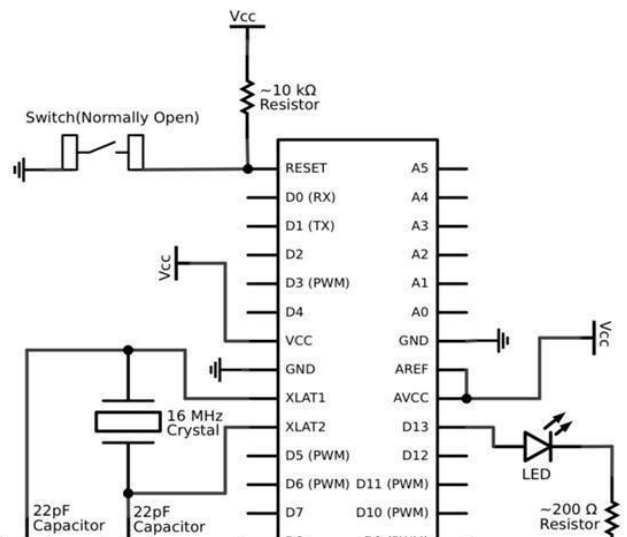 Vcc
~10 kΩ
Resistor
Switch(Normally Open)
RESET
A5
D0 (RX)
A4
D1 (TX)
A3
D2
A2
Vcc
D3 (PWM)
A1
D4
A0
VCC
GND
Vcc
GND
AREF
XLAT1
AVCC
16 MHz
Crystal
XLAT2
D13
D5 (PWM)
D12
LED
D6 (PWM)
D11 (PWM)
22pF
Capacitor
22pF
Capacitor
D7
D10 (PWM)
~200 Ω
Resistor